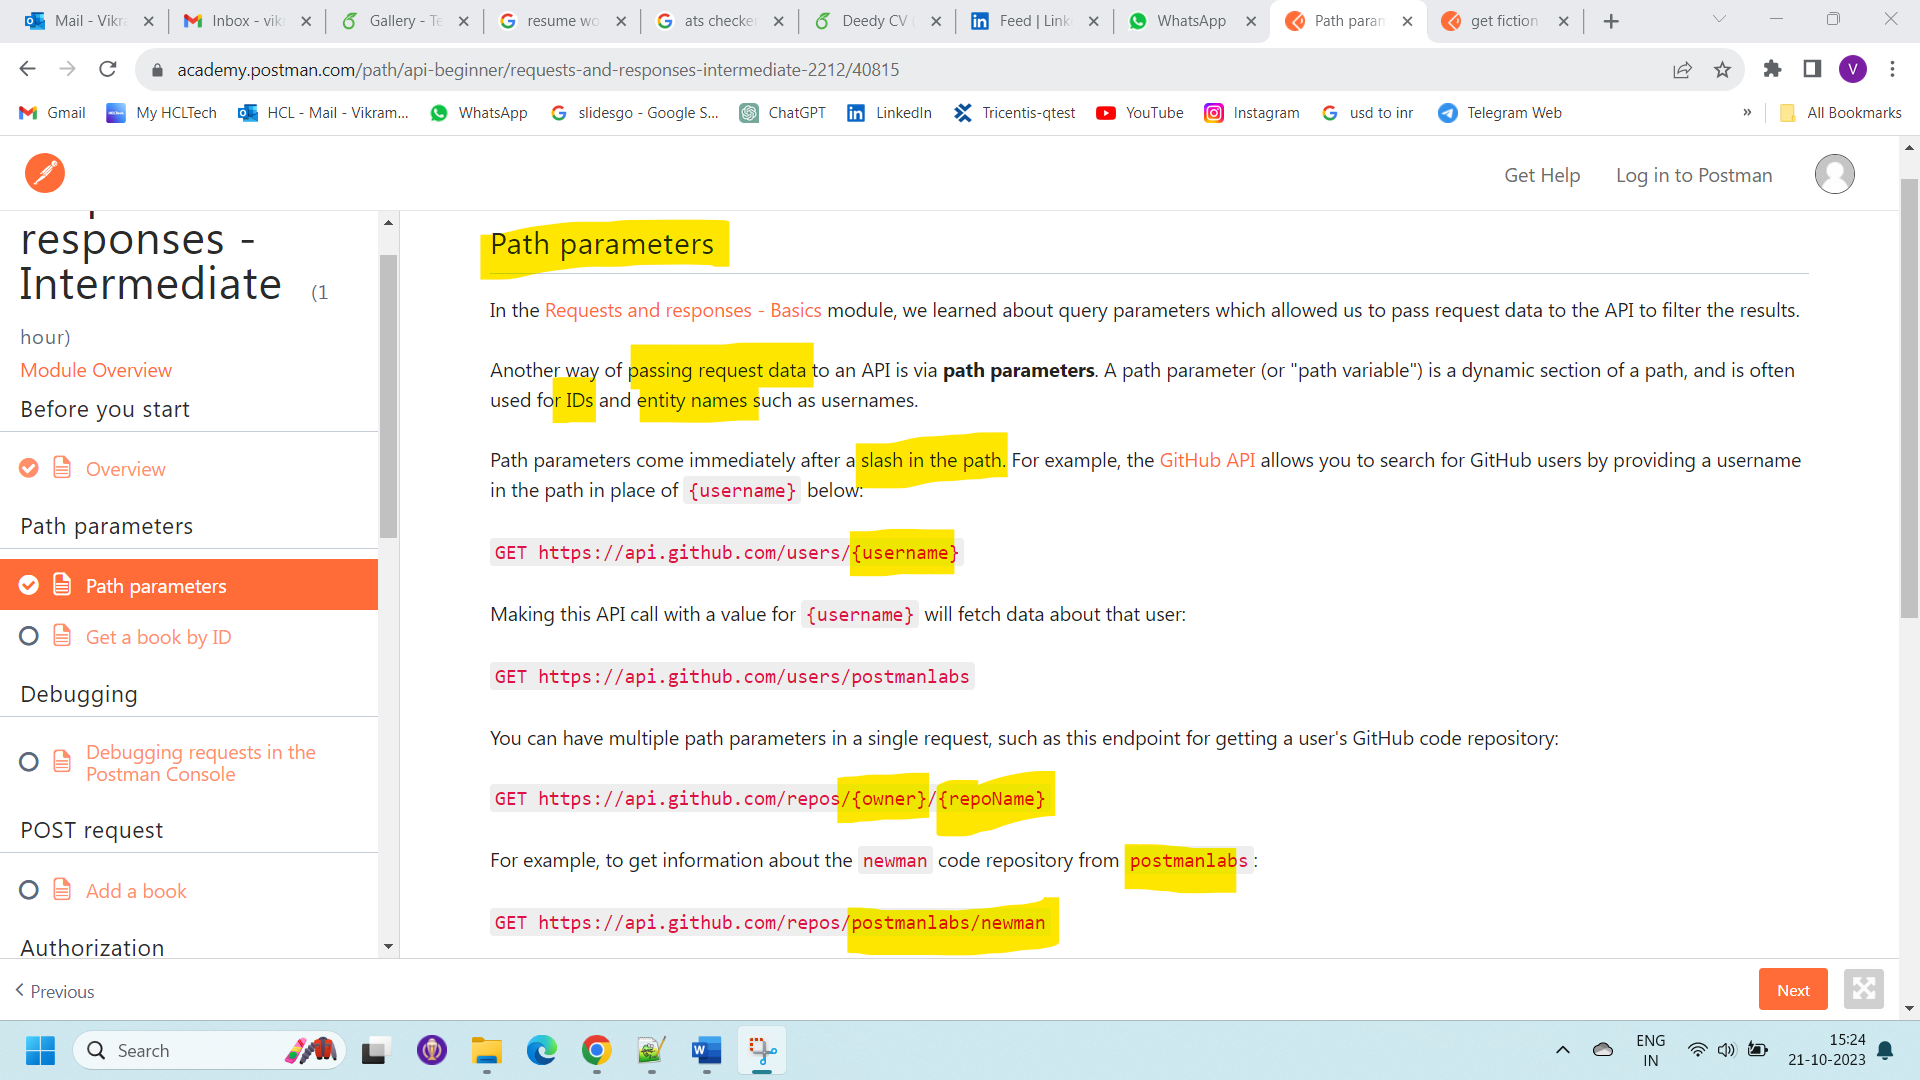 Mail - Vikra
Inbox - vik
Gallery - Te
resume wo
ats checke
Deedy CV
Feed | Link
WhatsApp
Path param
get fiction
academy.postman.com/path/api-beginner/requests-and-responses-intermediate-2212/40815
V
Gmail
My HCLTech
HCL - Mail - Vikram...
WhatsApp
slidesgo - Google S...
ChatGPT
LinkedIn
Tricentis-qtest
YouTube
Instagram
usd to inr
Telegram Web
»
All Bookmarks
Get Help
Log in to Postman
responses -
Intermediate (1
hour)
Module Overview
Before you start
Overview
Path parameters
Path parameters
Get a book by ID
Debugging
Debugging requests in the
Postman Console
POST request
Add a book
Authorization
Path parameters
In the Requests and responses - Basics module, we learned about query parameters which allowed us to pass request data to the API to filter the results.
Another way of passing request data to an API is via path parameters. A path parameter (or "path variable") is a dynamic section of a path, and is often
used for IDs and entity names such as usernames.
Path parameters come immediately after a slash in the path. For example, the GitHub API allows you to search for GitHub users by providing a username
in the path in place of {username} below:
GET https://api.github.com/users/{username}
Making this API call with a value for {username} will fetch data about that user:
GET https://api.github.com/users/postmanlabs
You can have multiple path parameters in a single request, such as this endpoint for getting a user's GitHub code repository:
GET https://api.github.com/repos/{owner}/{repoName}
For example, to get information about the newman code repository from postmanlabs:
GET https://api.github.com/repos/postmanlabs/newman
Previous
Next
Search
ENG
IN
15:24
21-10-2023